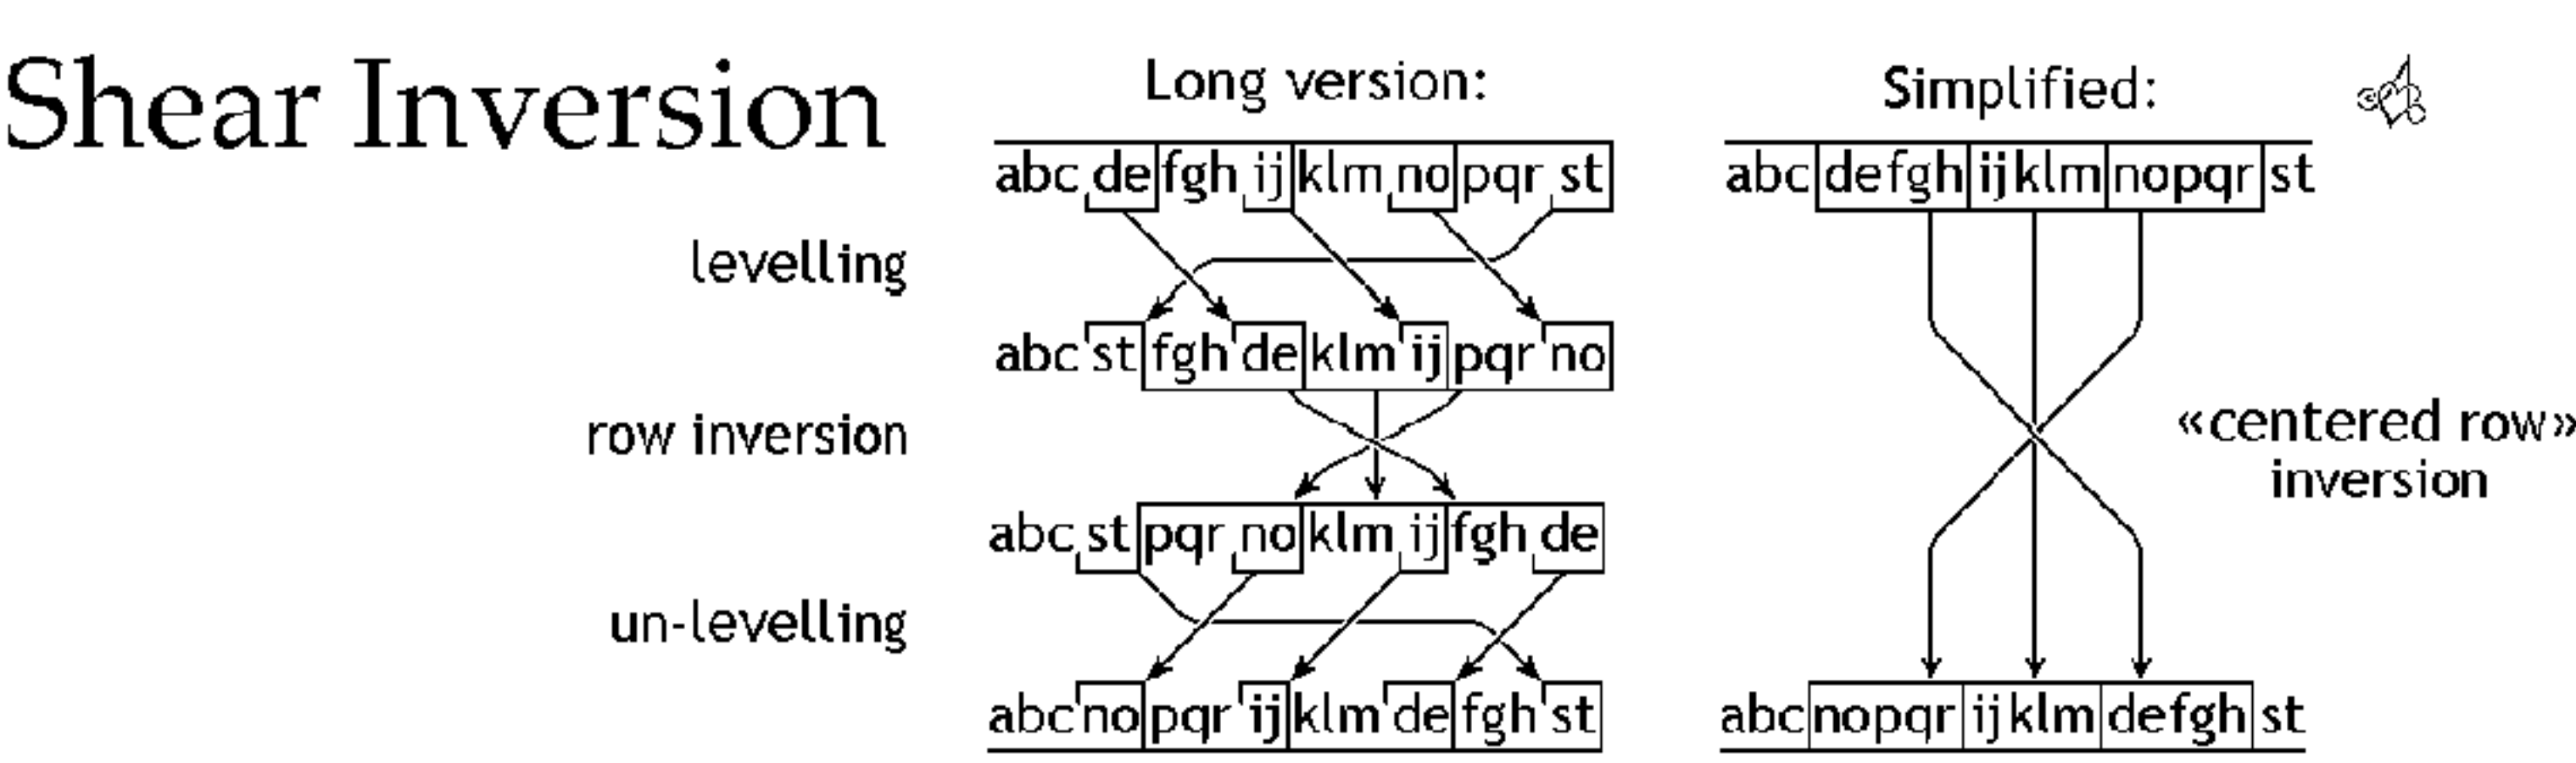 Shear Inversion
Long version:
abc de fgh ij klm no pqr st
levelling
abc st fgh de klm ij pqr no
row inversion
abc st pqr no klm ij fgh de
un-levelling
abc no pqr ij klm de fgh st
Simplified:
abc defgh ijklm nopqr st
«centered row»
inversion
abc nopqr ijklm defgh st